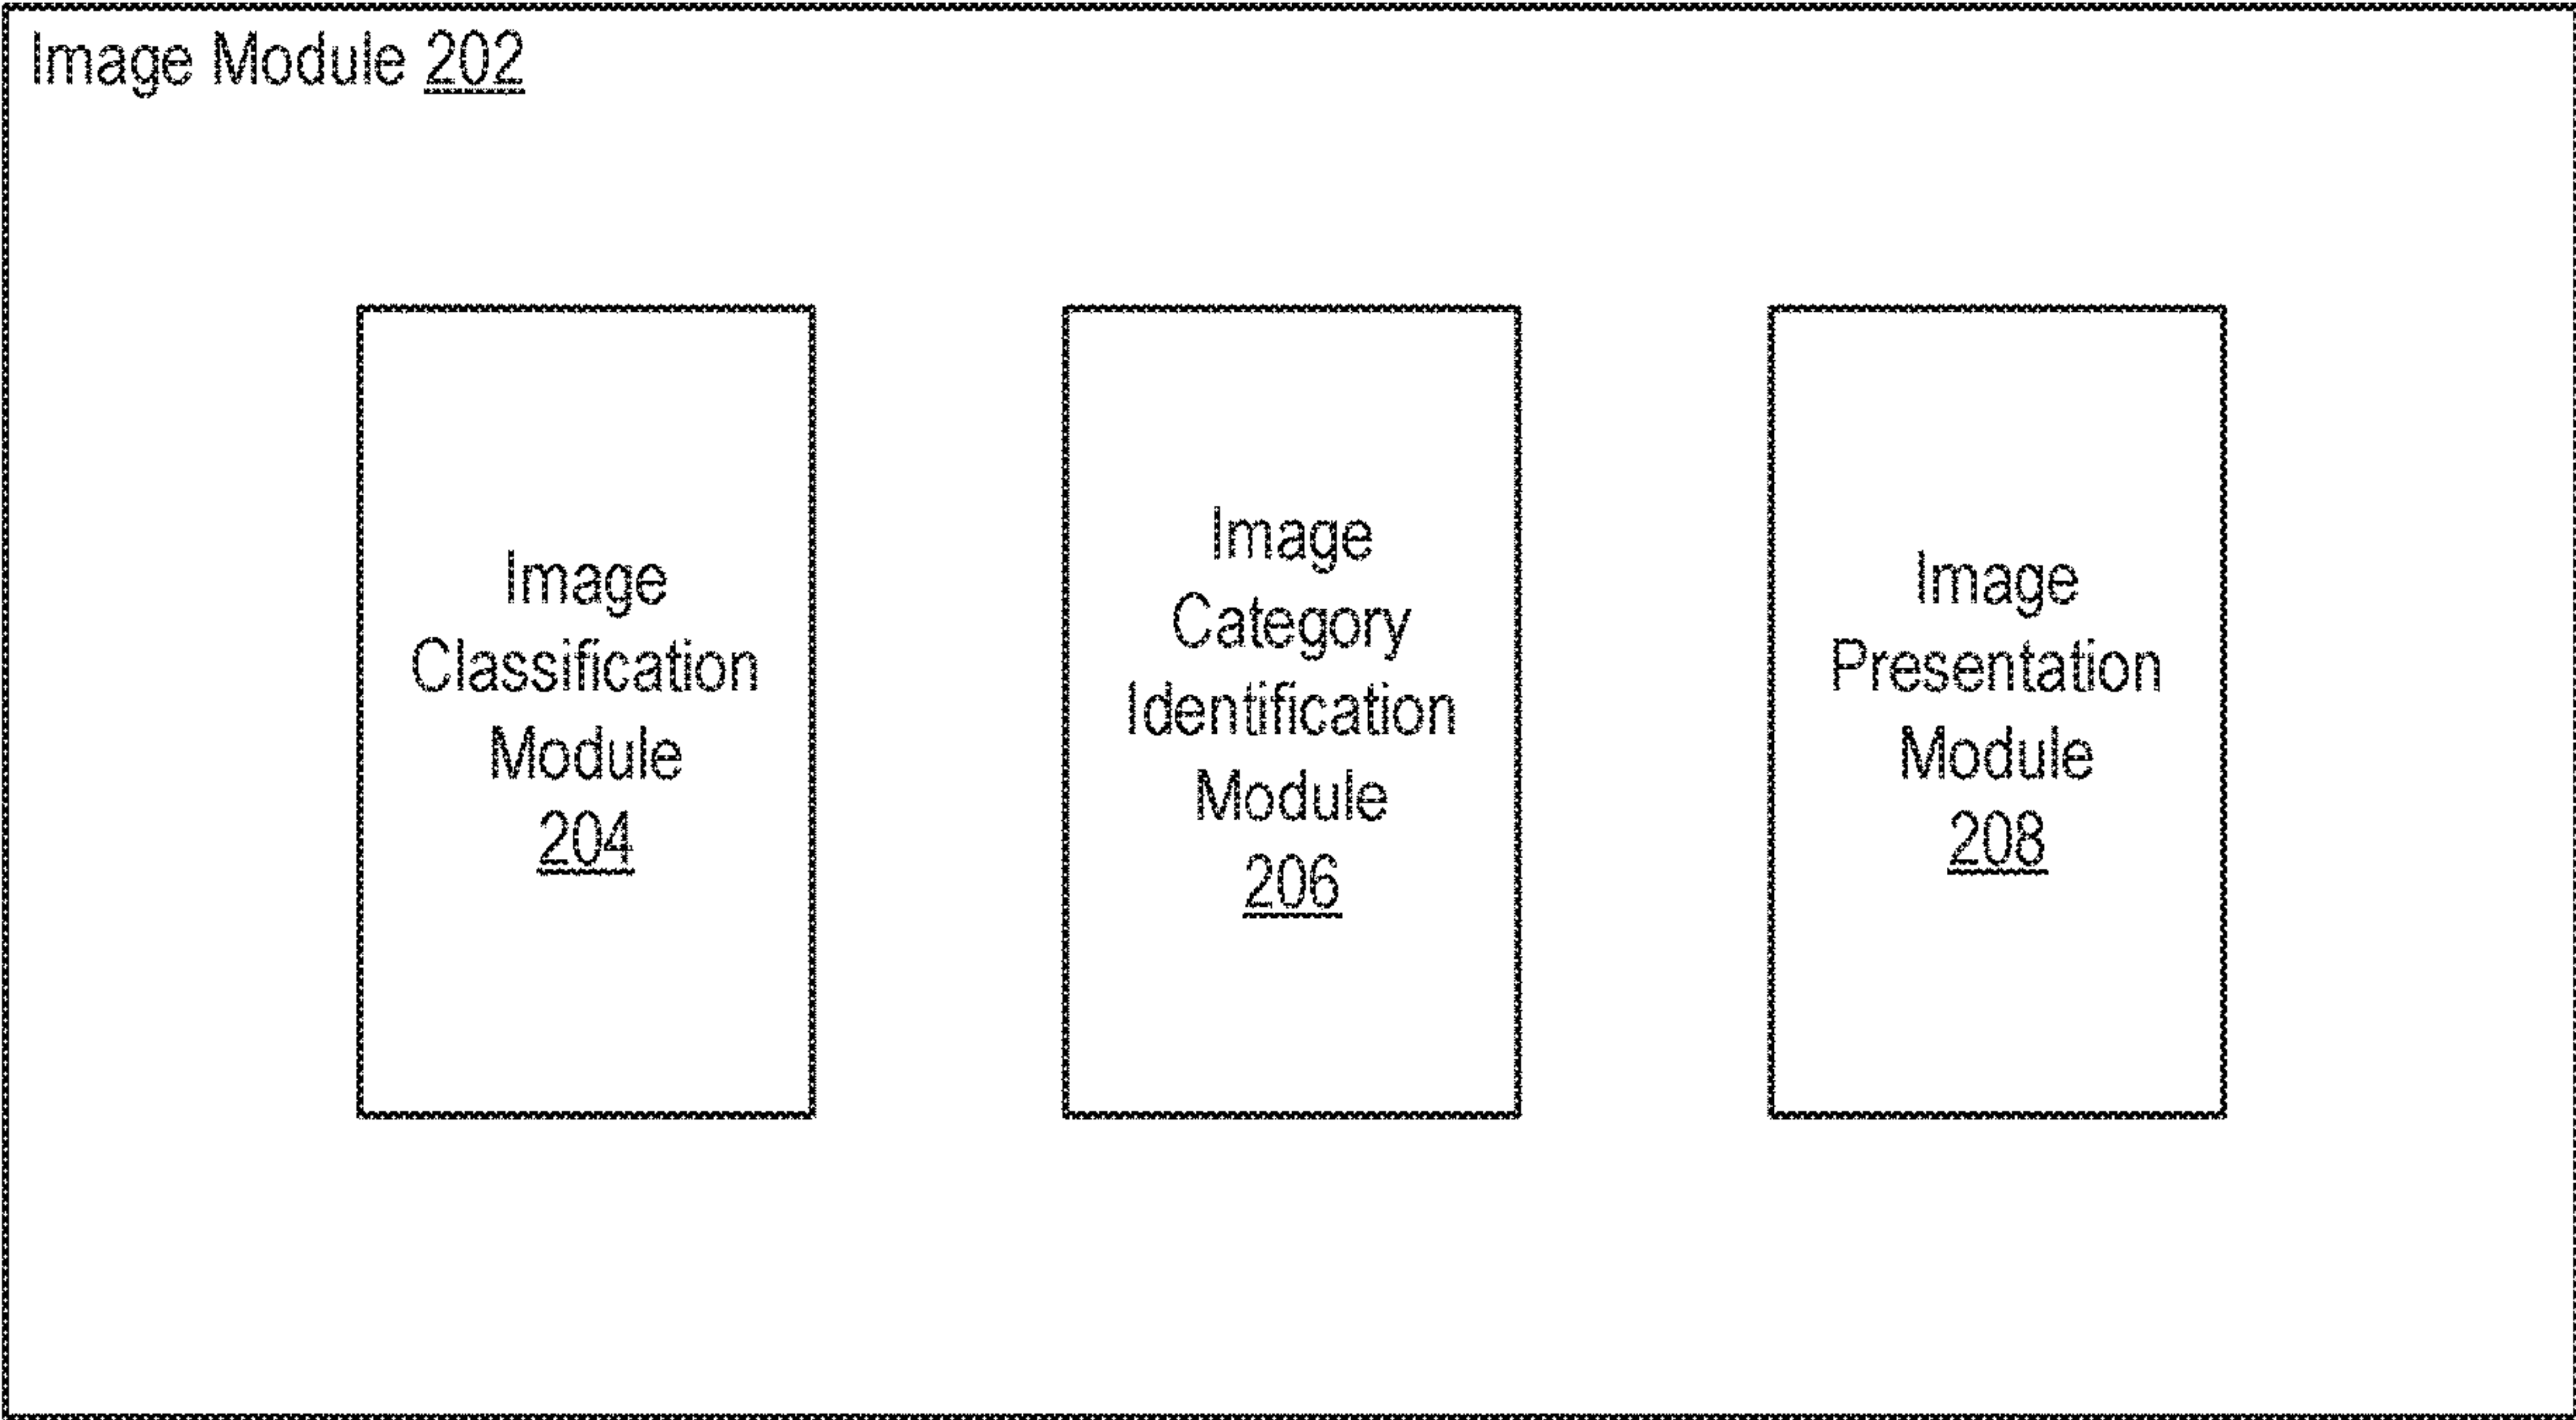 Image Module 202
Image
Classification
Module
204
Image
Category
Identification
Module
206
Image
Presentation
Module
208